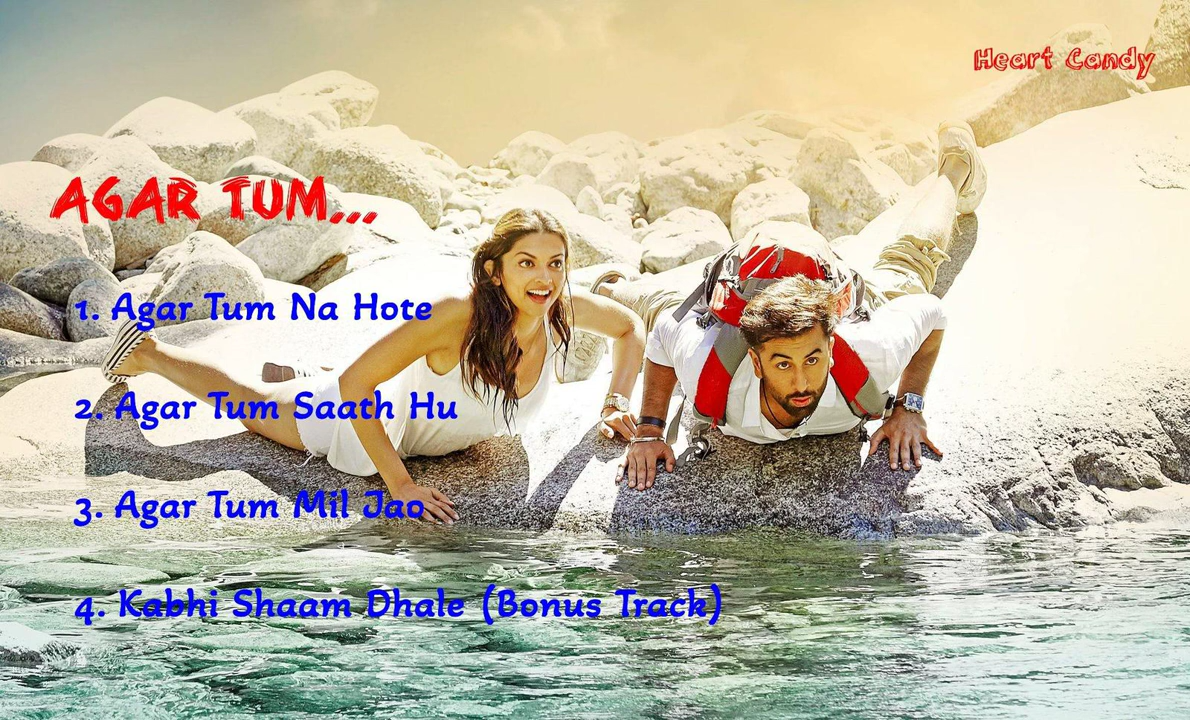 Heart Candy
AGAR TUM...
1. Agar Tum Na Hote
2. Agar Tum Saath Hu
3. Agar Tum Mil Jao
4. Kabhi Shaam Dhale (Bonus Track)